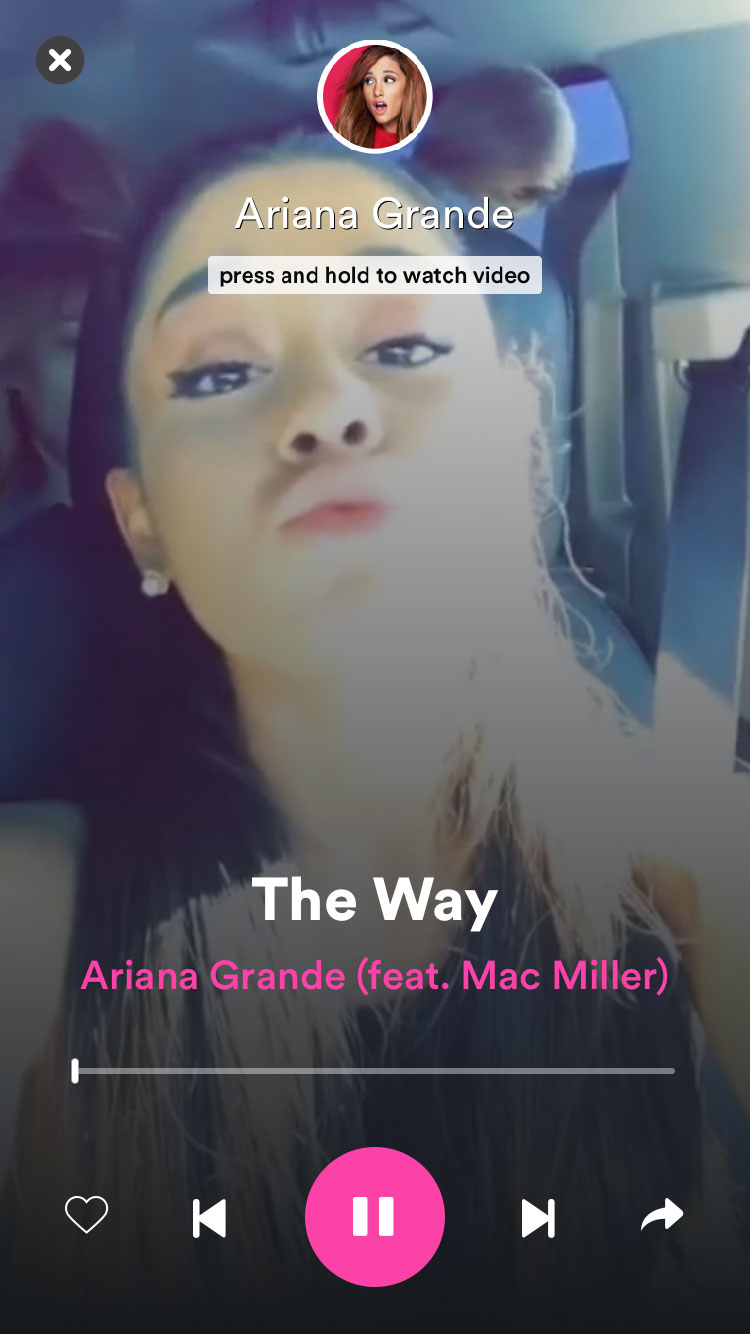 Ariana Grande
press and hold to watch video
The Way
Ariana Grande (feat. Mac Miller)